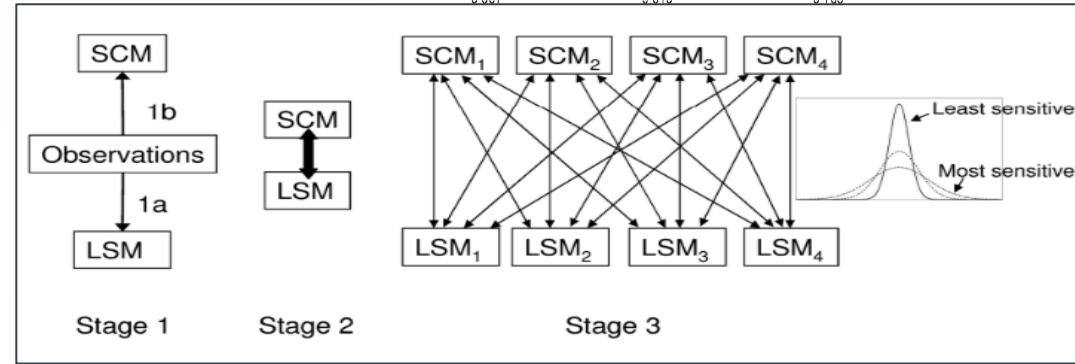 SCM
1b
Observations
1a
LSM
Stage 1
SCM
LSM
Stage 2
SCM₁ SCM₂ SCM₃ SCM₄
LSM₁ LSM₂ LSM₃ LSM₄
Stage 3
Least sensitive
Most sensitive